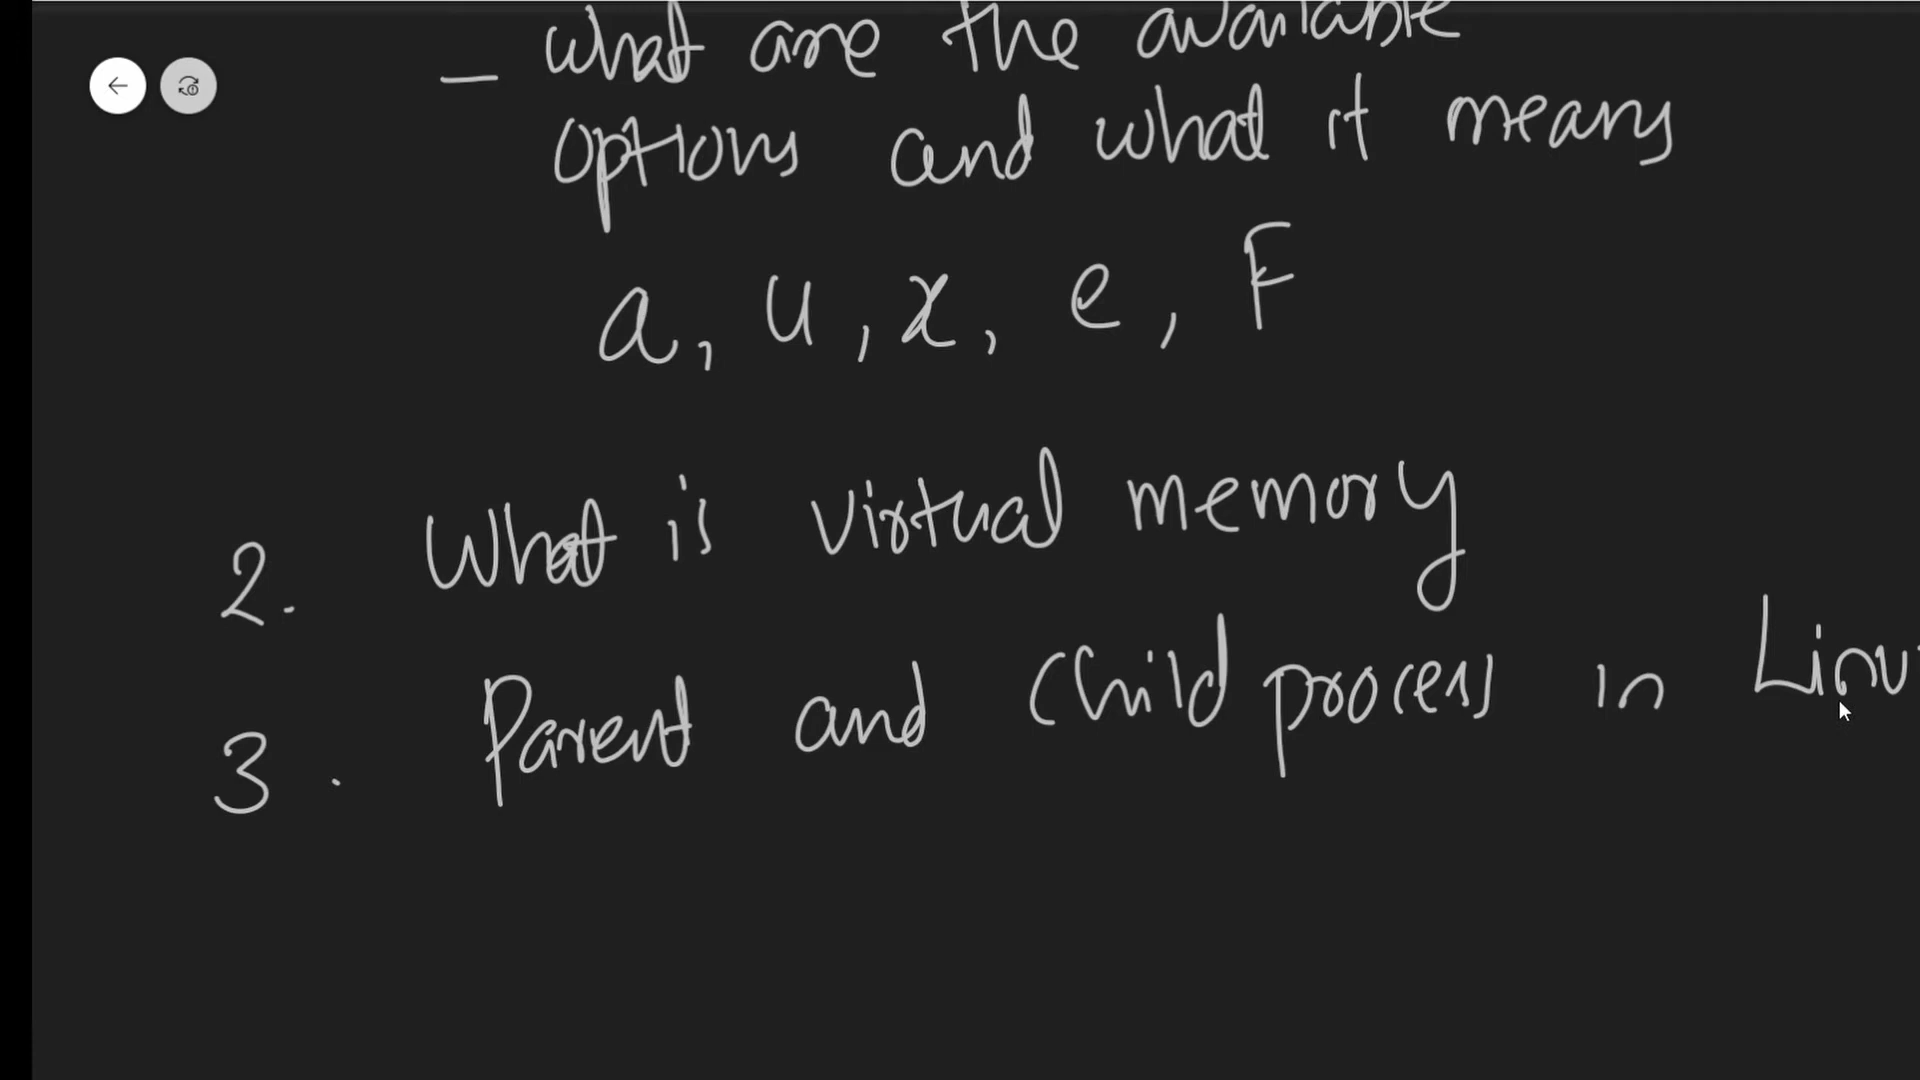 - what are the available
options and what it means
a, u, x, e, F
2. What is virtual memory
3. Parent and child process in Linu